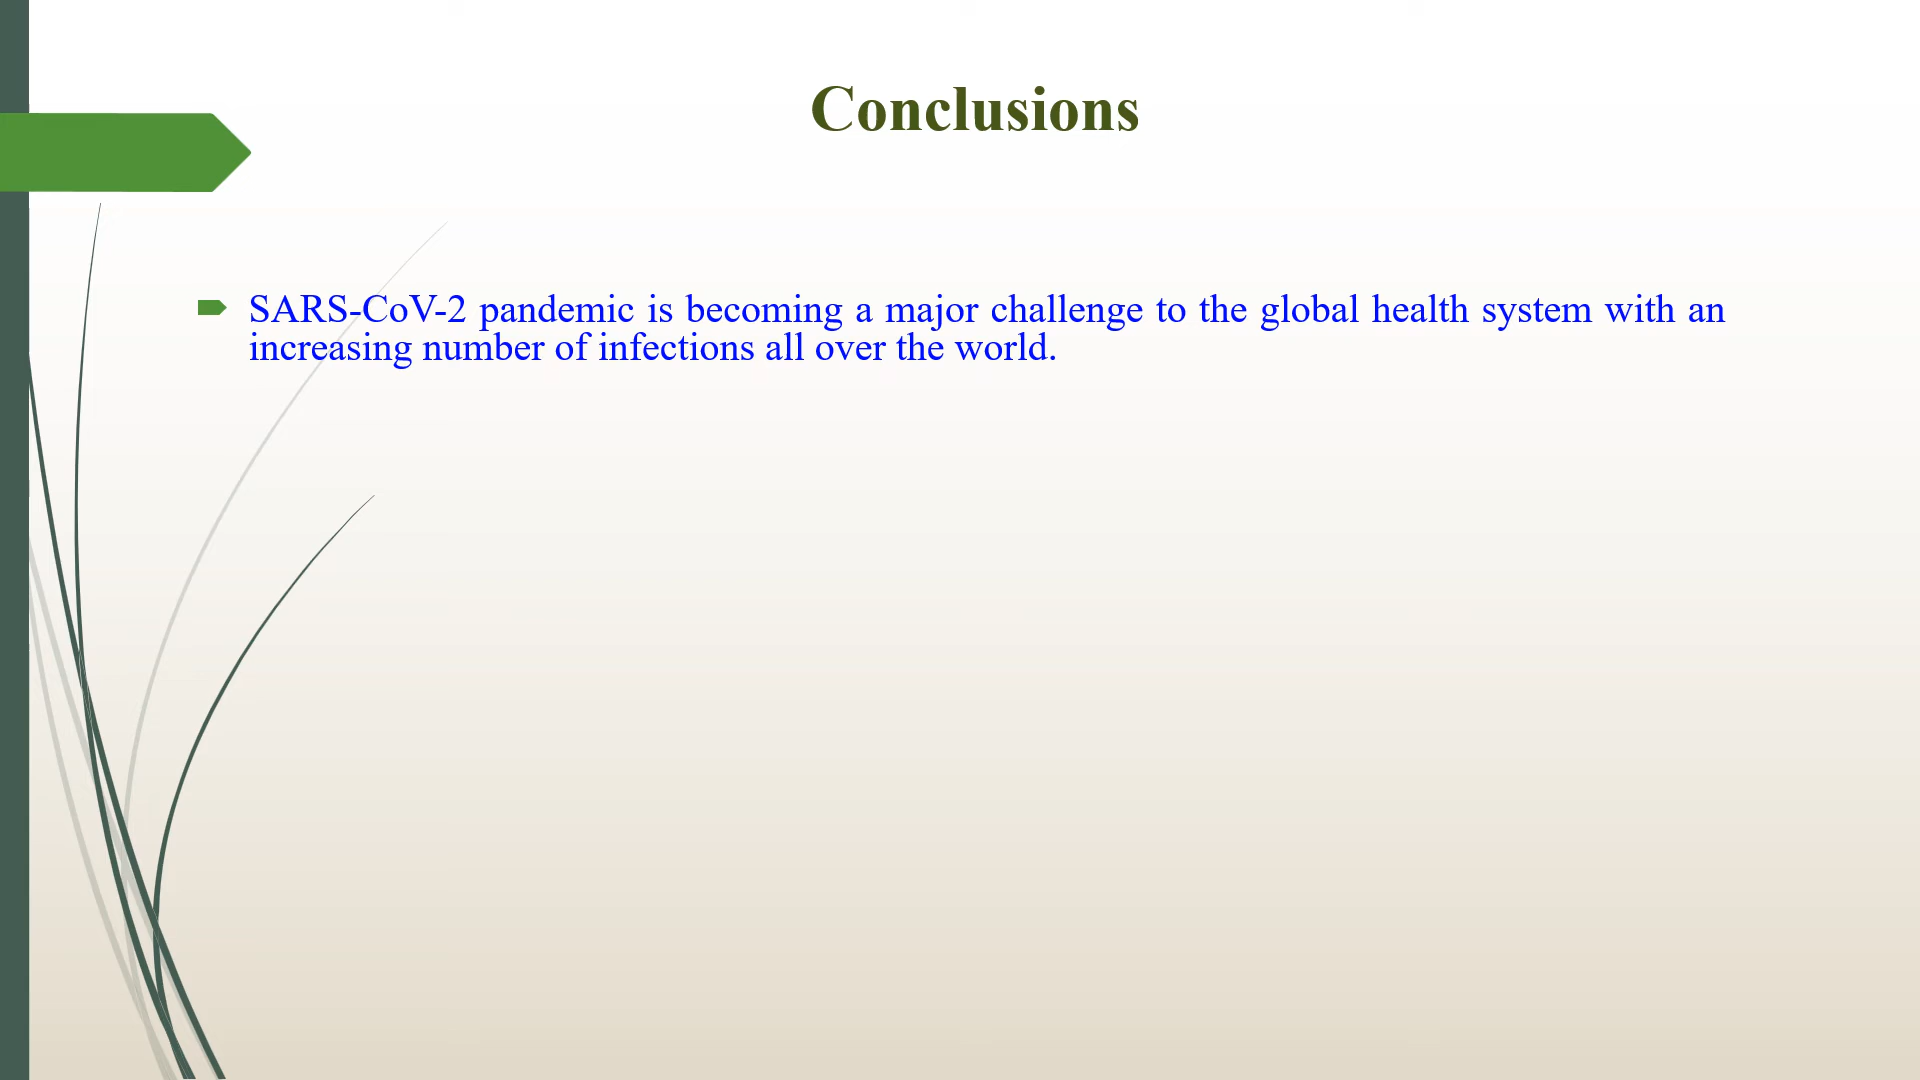 Conclusions
SARS-CoV-2 pandemic is becoming a major challenge to the global health system with an
increasing number of infections all over the world.